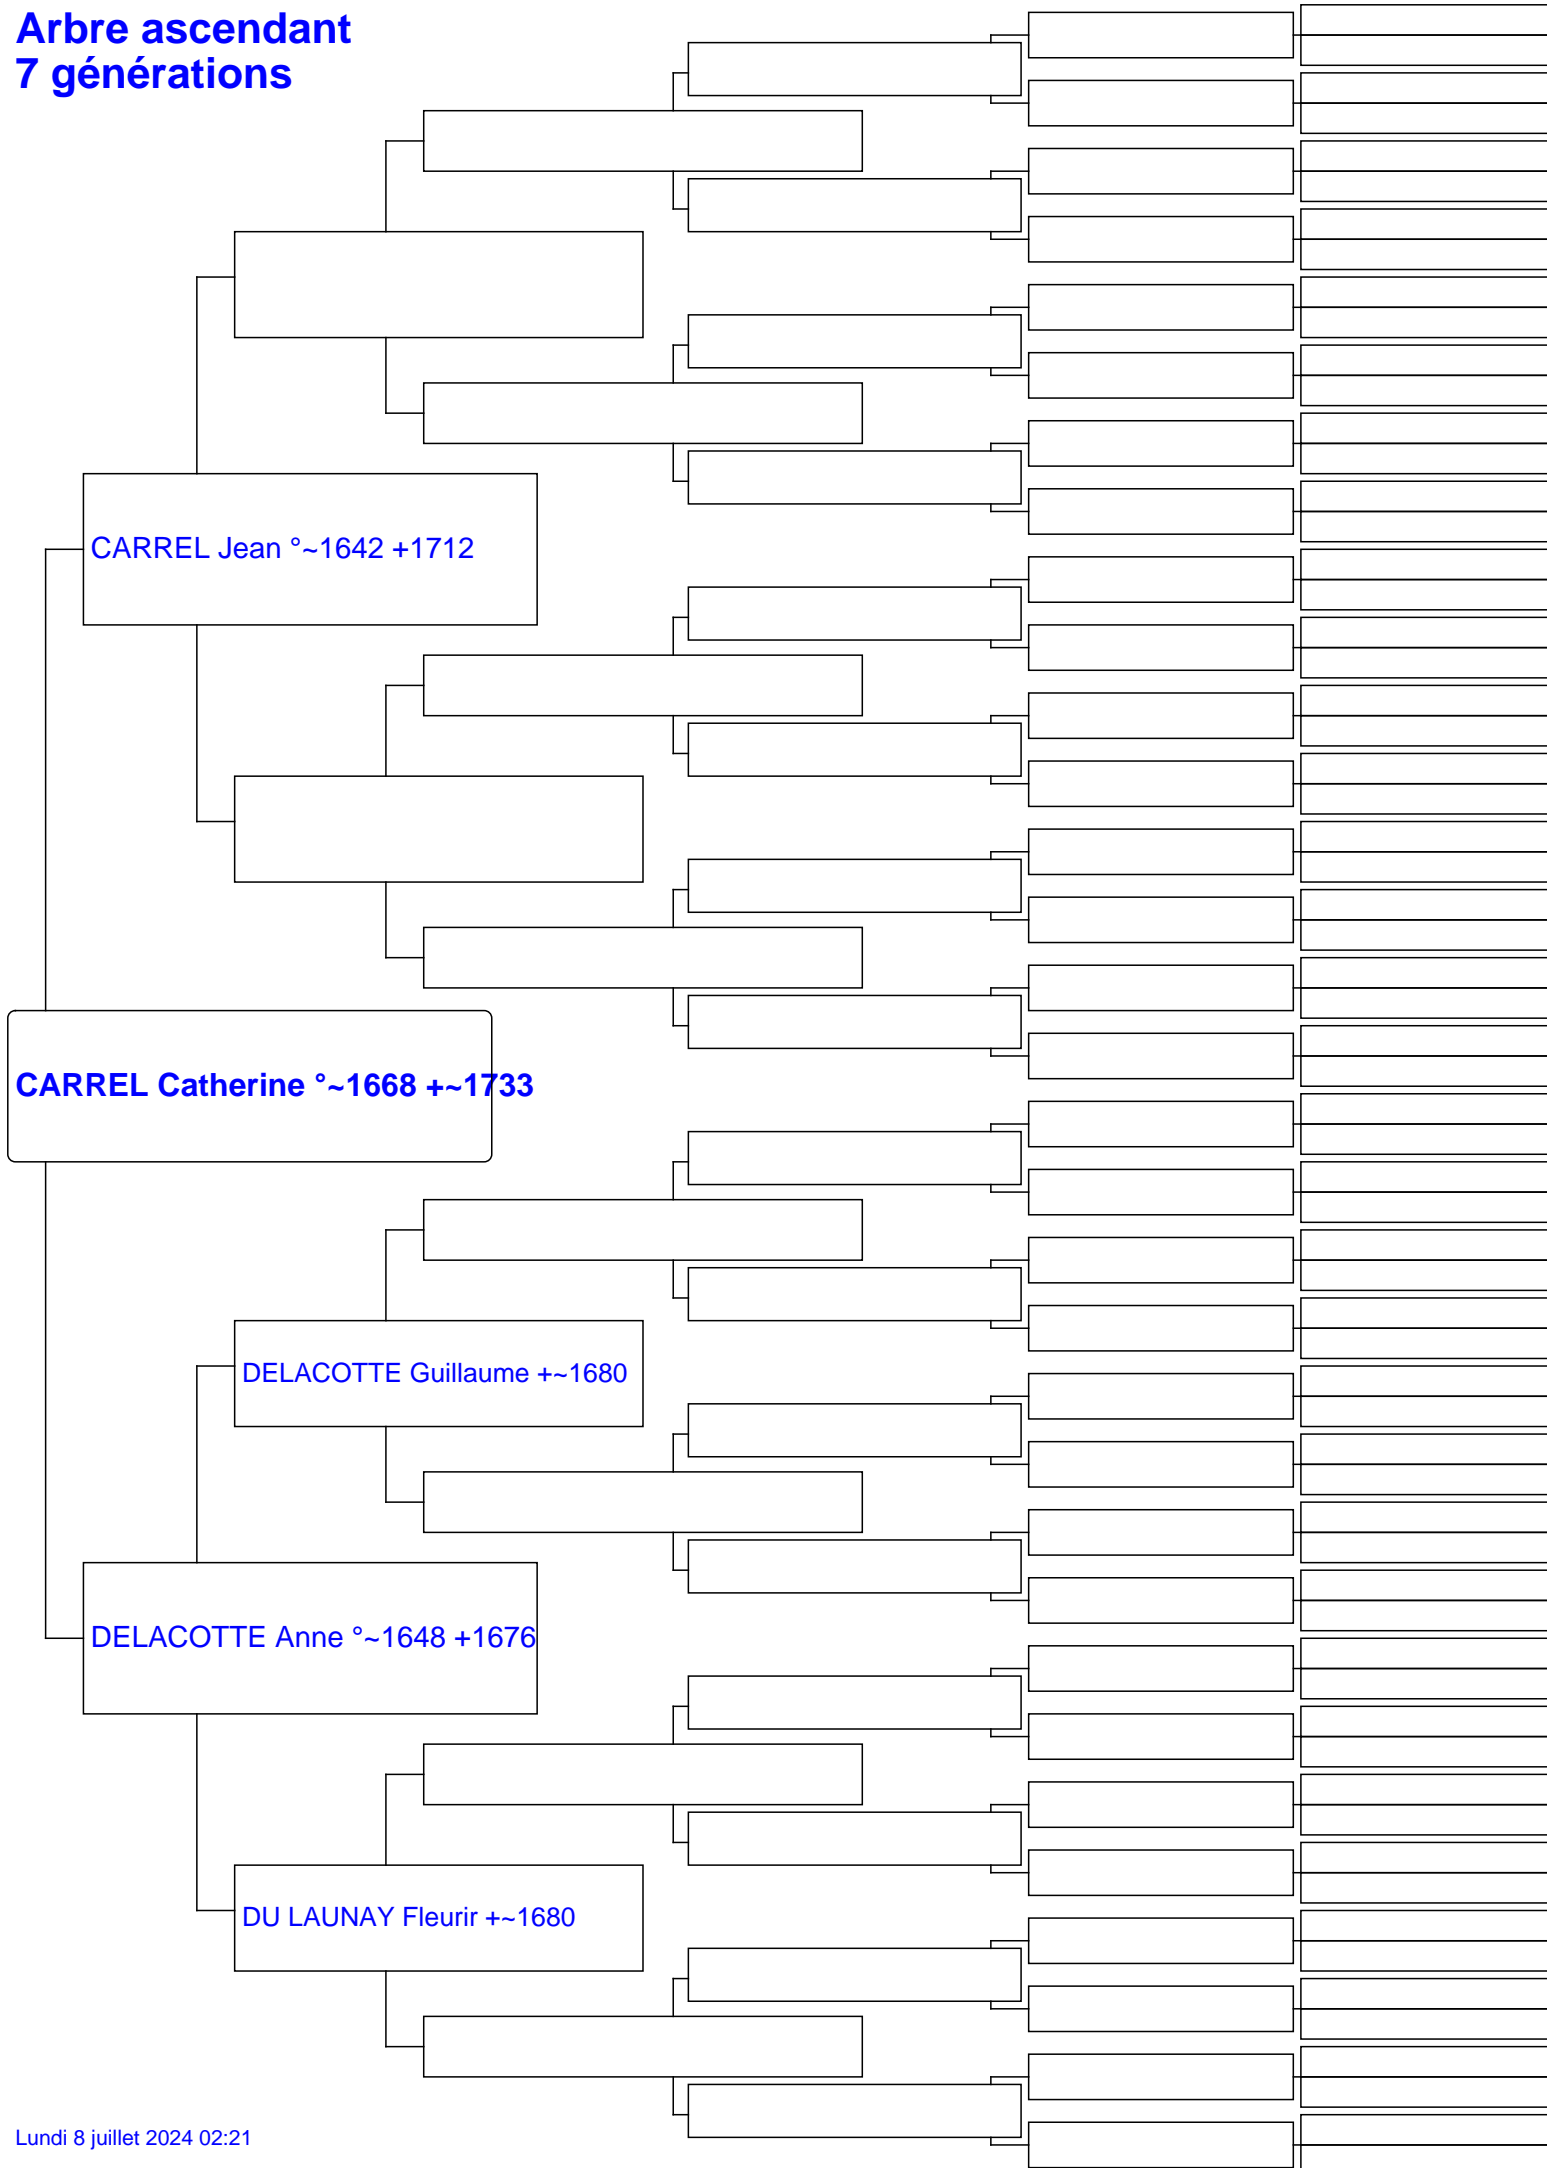 Arbre ascendant
7 générations
CARREL Jean °~1642 +1712
CARREL Catherine °~1668 +~1733
DELACOTTE Guillaume +~1680
DELACOTTE Anne °~1648 +1676
DU LAUNAY Fleurir +~1680
Lundi 8 juillet 2024 02:21